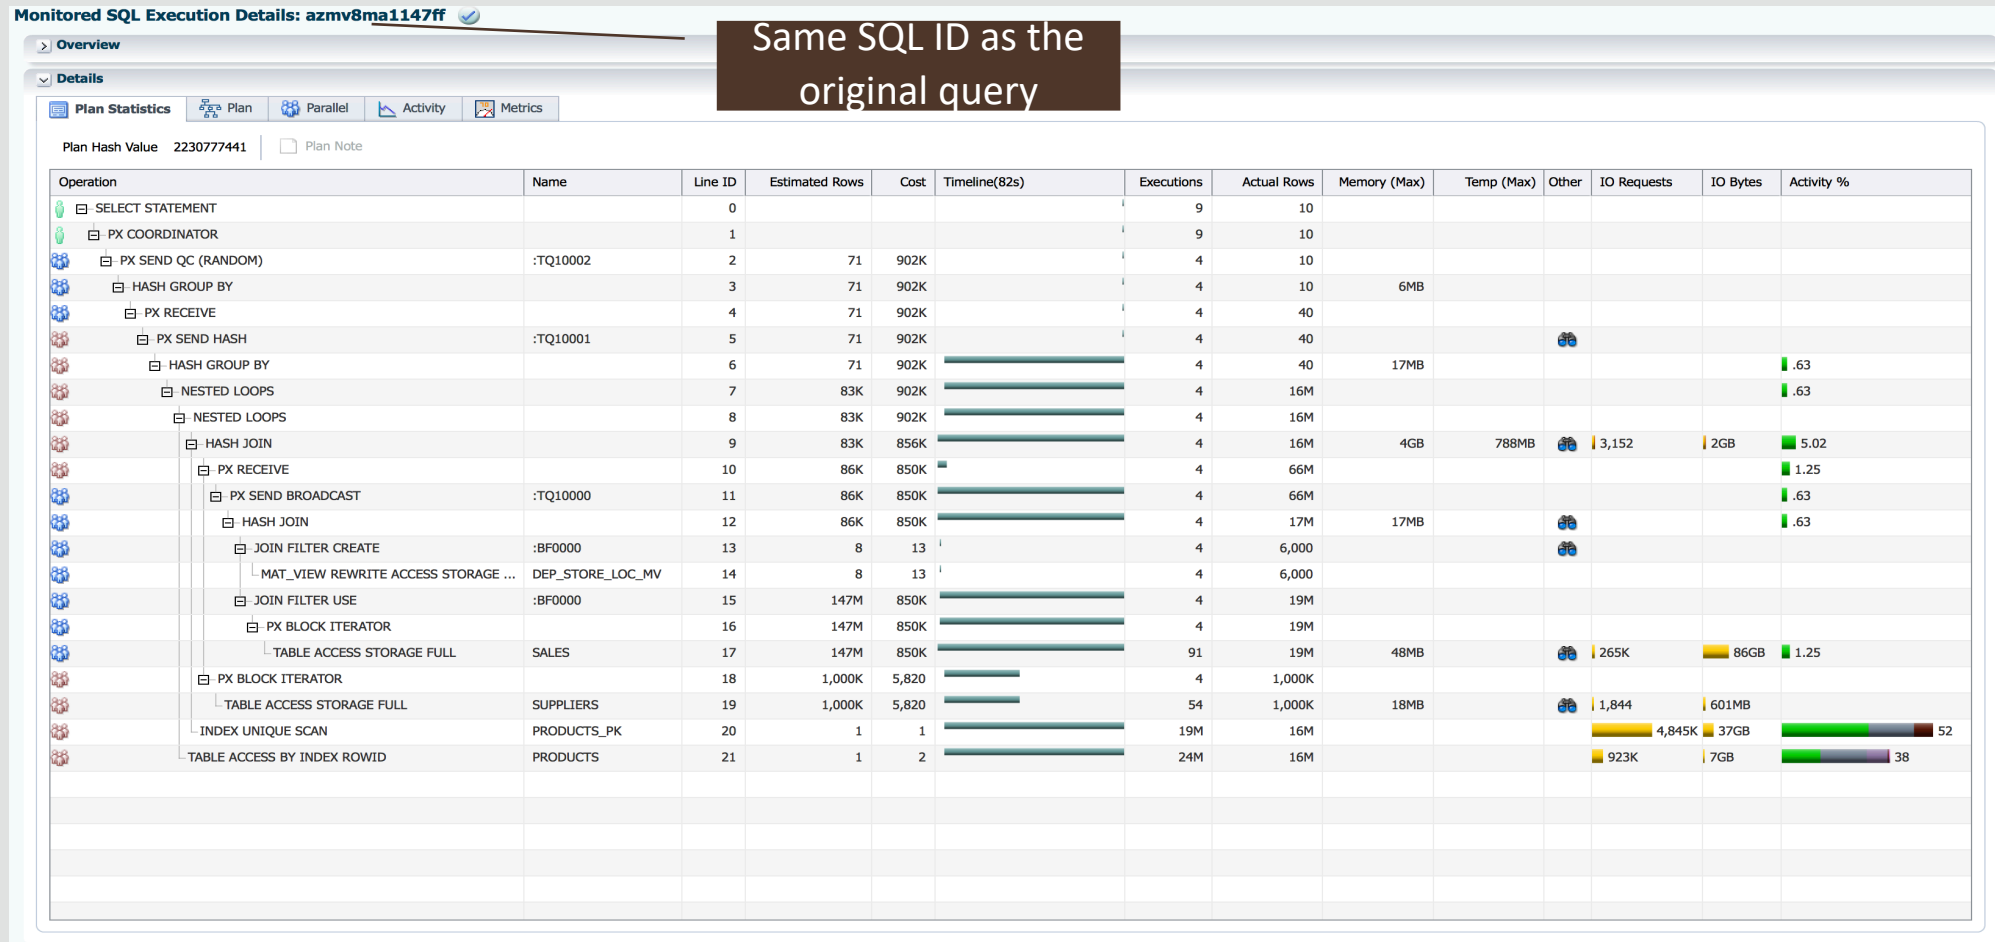 Monitored SQL Execution Details: azmv8ma1147ff
Same SQL ID as the
original query
Overview
Details
Plan Statistics Plan Parallel Activity Metrics
Plan Hash Value 2230777441 Plan Note
Operation Name Line ID Estimated Rows Cost Timeline(82s) Executions Actual Rows Memory (Max) Temp (Max) Other IO Requests IO Bytes Activity %
SELECT STATEMENT 0 9 10
PX COORDINATOR 1 9 10
PX SEND QC (RANDOM) :TQ10002 2 71 902K 4 10
HASH GROUP BY 3 71 902K 4 10 6MB
PX RECEIVE 4 71 902K 4 40
PX SEND HASH :TQ10001 5 71 902K 4 40
HASH GROUP BY 6 71 902K 4 40 17MB .63
NESTED LOOPS 7 83K 902K 4 16M .63
NESTED LOOPS 8 83K 902K 4 16M
HASH JOIN 9 83K 856K 4 16M 4GB 788MB 3,152 2GB 5.02
PX RECEIVE 10 86K 850K 4 66M 1.25
PX SEND BROADCAST :TQ10000 11 86K 850K 4 66M .63
HASH JOIN 12 86K 850K 4 17M 17MB .63
JOIN FILTER CREATE :BF0000 13 8 13 4 6,000
MAT_VIEW REWRITE ACCESS STORAGE ... DEP_STORE_LOC_MV 14 8 13 4 6,000
JOIN FILTER USE :BF0000 15 147M 850K 4 19M
PX BLOCK ITERATOR 16 147M 850K 4 19M
TABLE ACCESS STORAGE FULL SALES 17 147M 850K 91 19M 48MB 265K 86GB 1.25
PX BLOCK ITERATOR 18 1,000K 5,820 4 1,000K
TABLE ACCESS STORAGE FULL SUPPLIERS 19 1,000K 5,820 54 1,000K 18MB 1,844 601MB
INDEX UNIQUE SCAN PRODUCTS_PK 20 1 1 19M 16M 4,845K 37GB 52
TABLE ACCESS BY INDEX ROWID PRODUCTS 21 1 2 24M 16M 923K 7GB 38